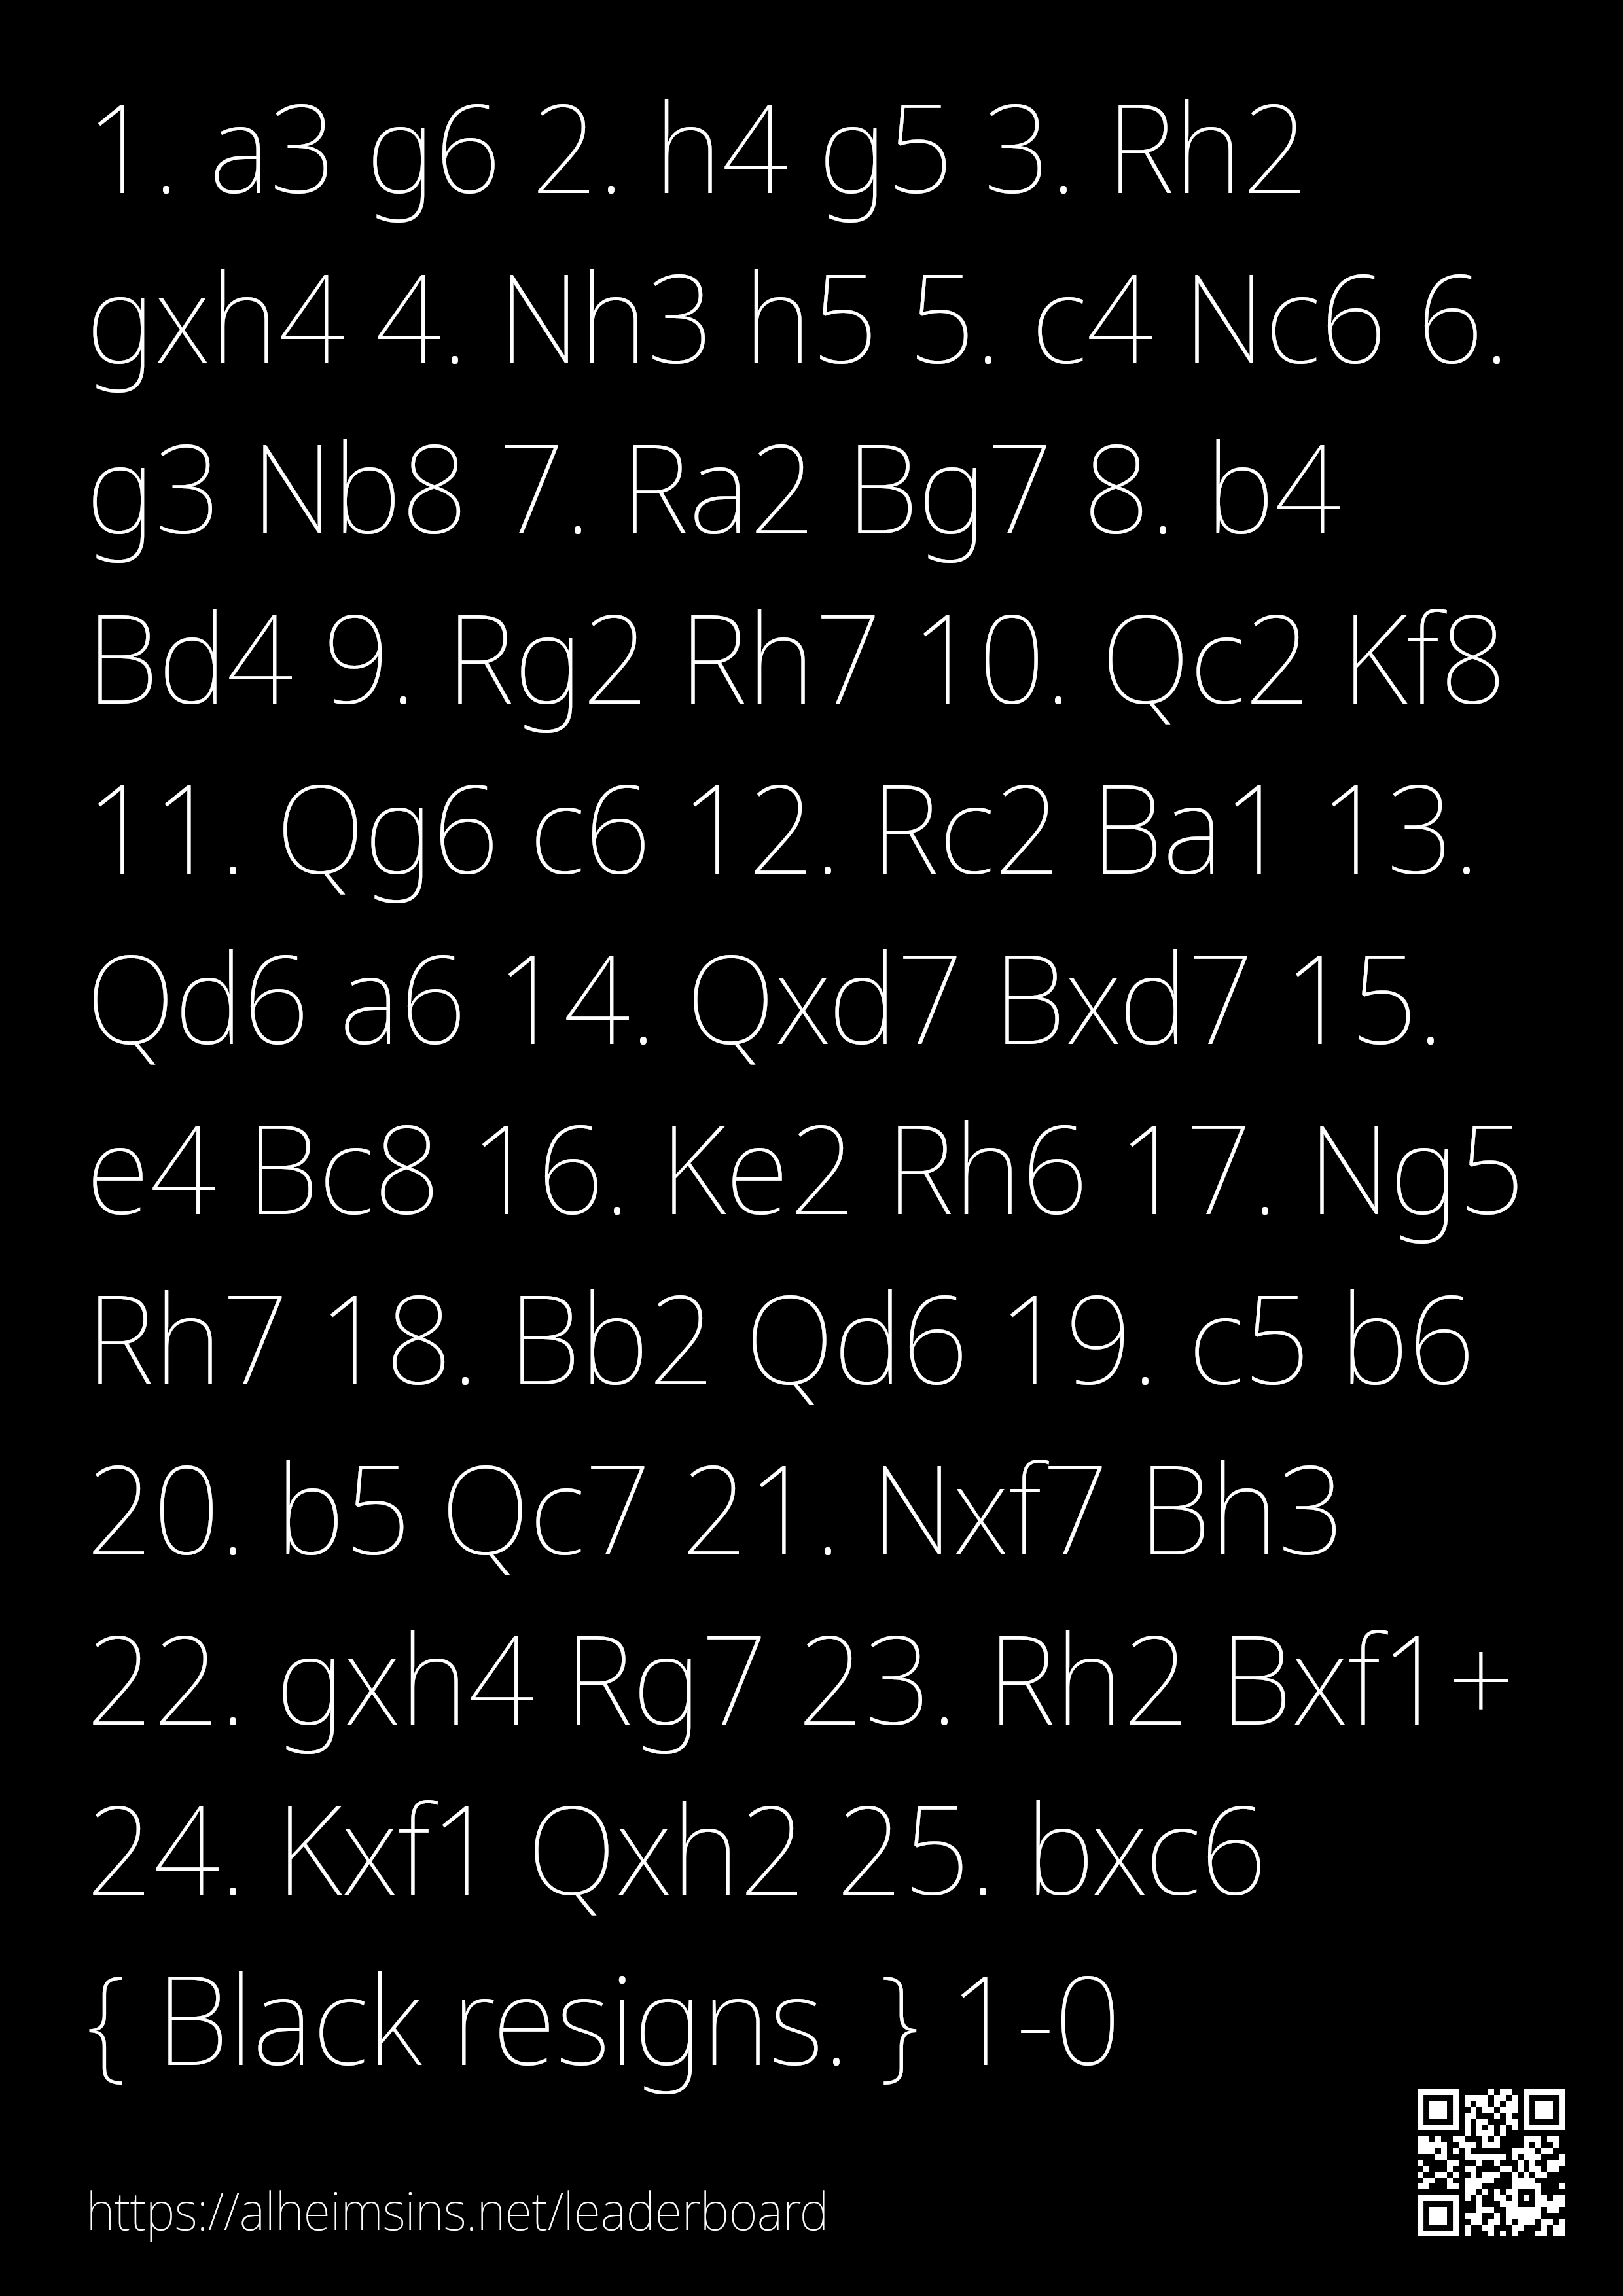 1. a3 g6 2. h4 g5 3. Rh2
gxh4 4. Nh3 h5 5. c4 Nc6 6.
g3 Nb8 7. Ra2 Bg7 8. b4
Bd4 9. Rg2 Rh7 10. Qc2 Kf8
11. Qg6 c6 12. Rc2 Ba1 13.
Qd6 a6 14. Qxd7 Bxd7 15.
e4 Bc8 16. Ke2 Rh6 17. Ng5
Rh7 18. Bb2 Qd6 19. c5 b6
20. b5 Qc7 21. Nxf7 Bh3
22. gxh4 Rg7 23. Rh2 Bxf1+
24. Kxf1 Qxh2 25. bxc6
{ Black resigns. } 1-0
https://alheimsins.net/leaderboard